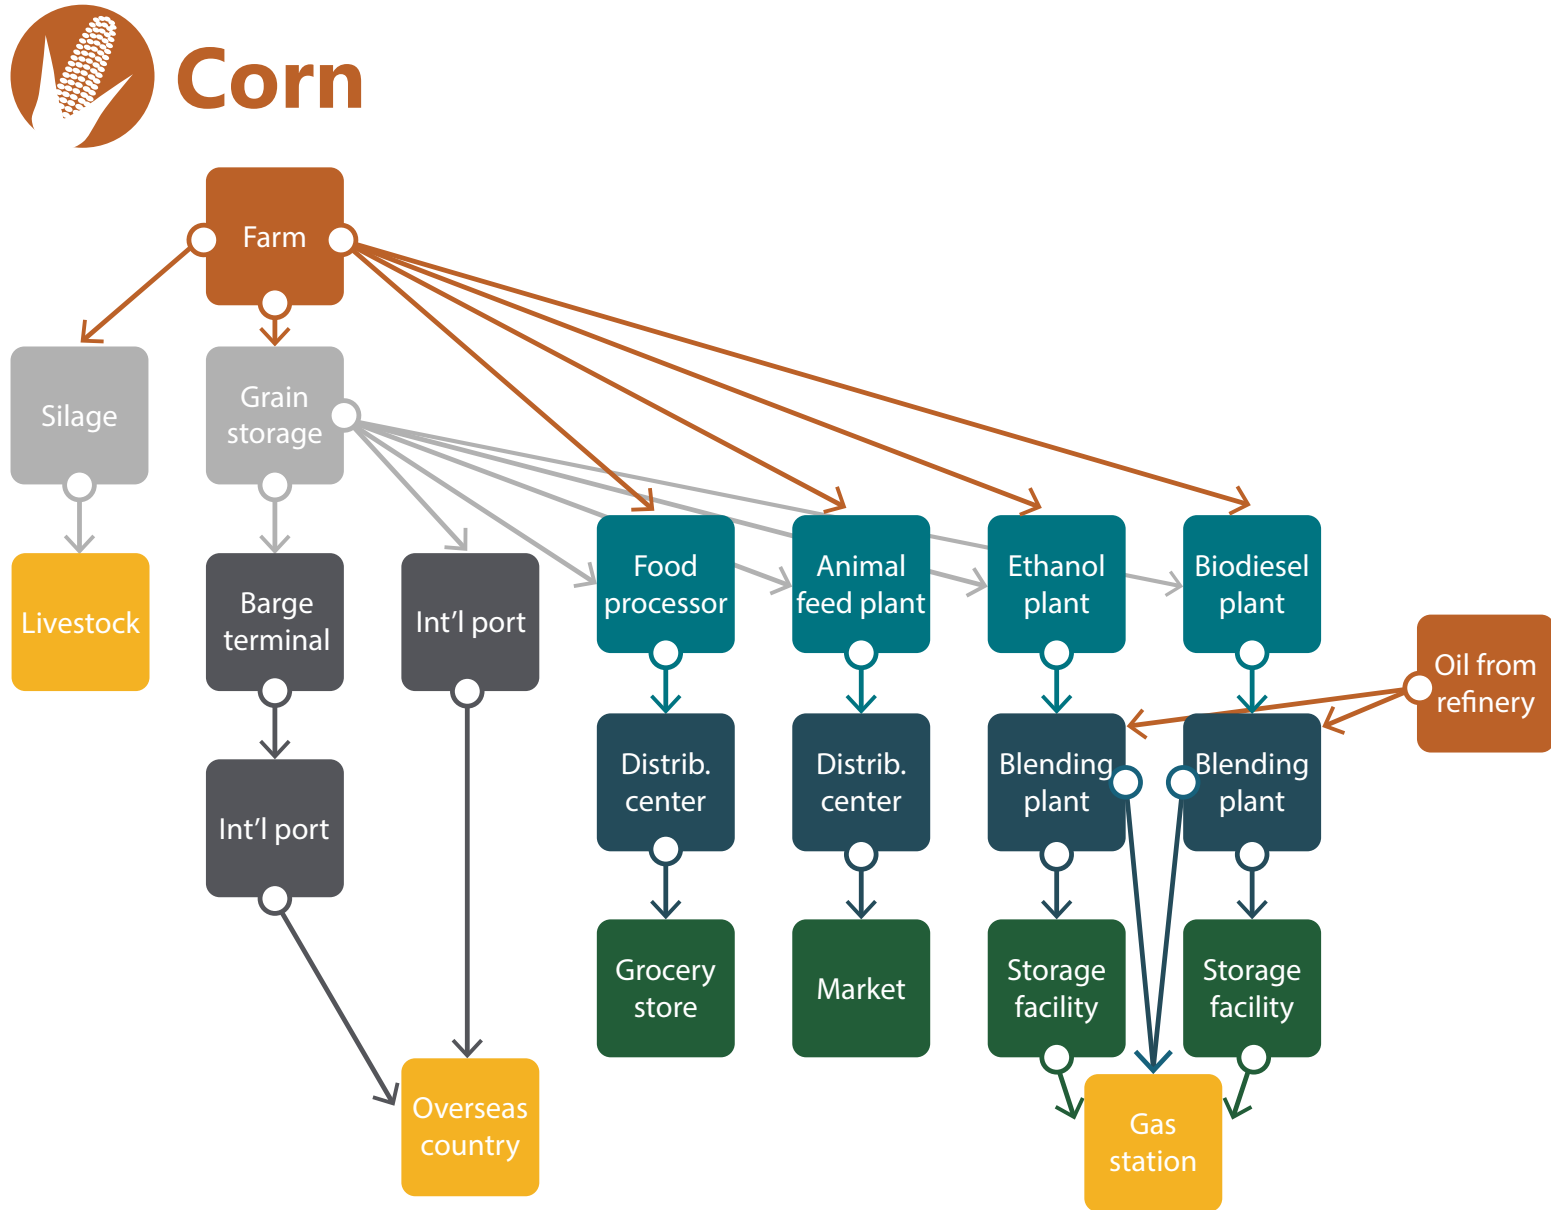 Corn
Farm
Silage
Grain
storage
Livestock
Barge
terminal
Int'l port
Food
processor
Animal
feed plant
Ethanol
plant
Biodiesel
plant
Oil from
refinery
Int'l port
Distrib.
center
Distrib.
center
Blending
plant
Blending
plant
Grocery
store
Market
Storage
facility
Storage
facility
Overseas
country
Gas
station